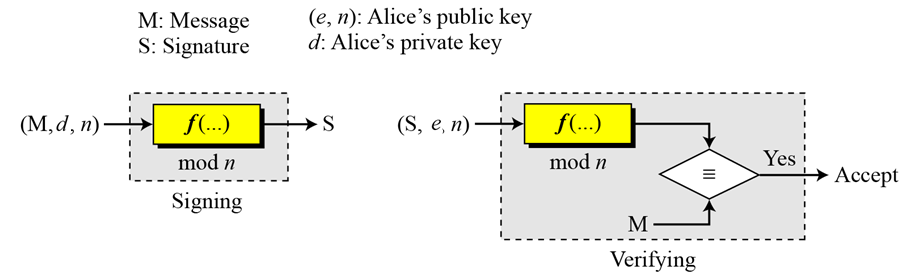 M: Message
S: Signature
(e, n): Alice's public key
d: Alice's private key
(M, d, n)
f(...)
mod n
S
Signing
(S, e, n)
f(...)
mod n
≡
M
Yes
Accept
Verifying